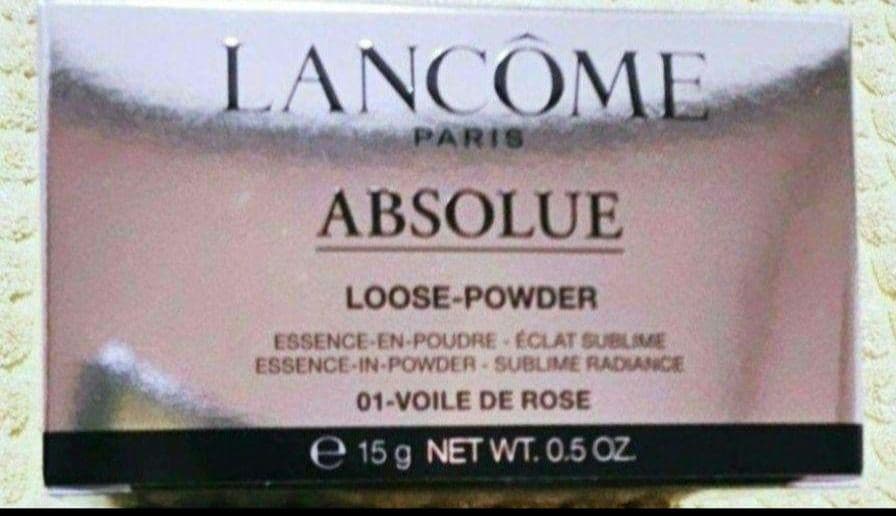 LANCÔME
PARIS
ABSOLUE
LOOSE-POWDER
ESSENCE-EN-POUDRE - ÉCLAT SUBLIME
ESSENCE-IN-POWDER - SUBLIME RADIANCE
01-VOILE DE ROSE
℮ 15 g NET WT. 0.5 OZ.